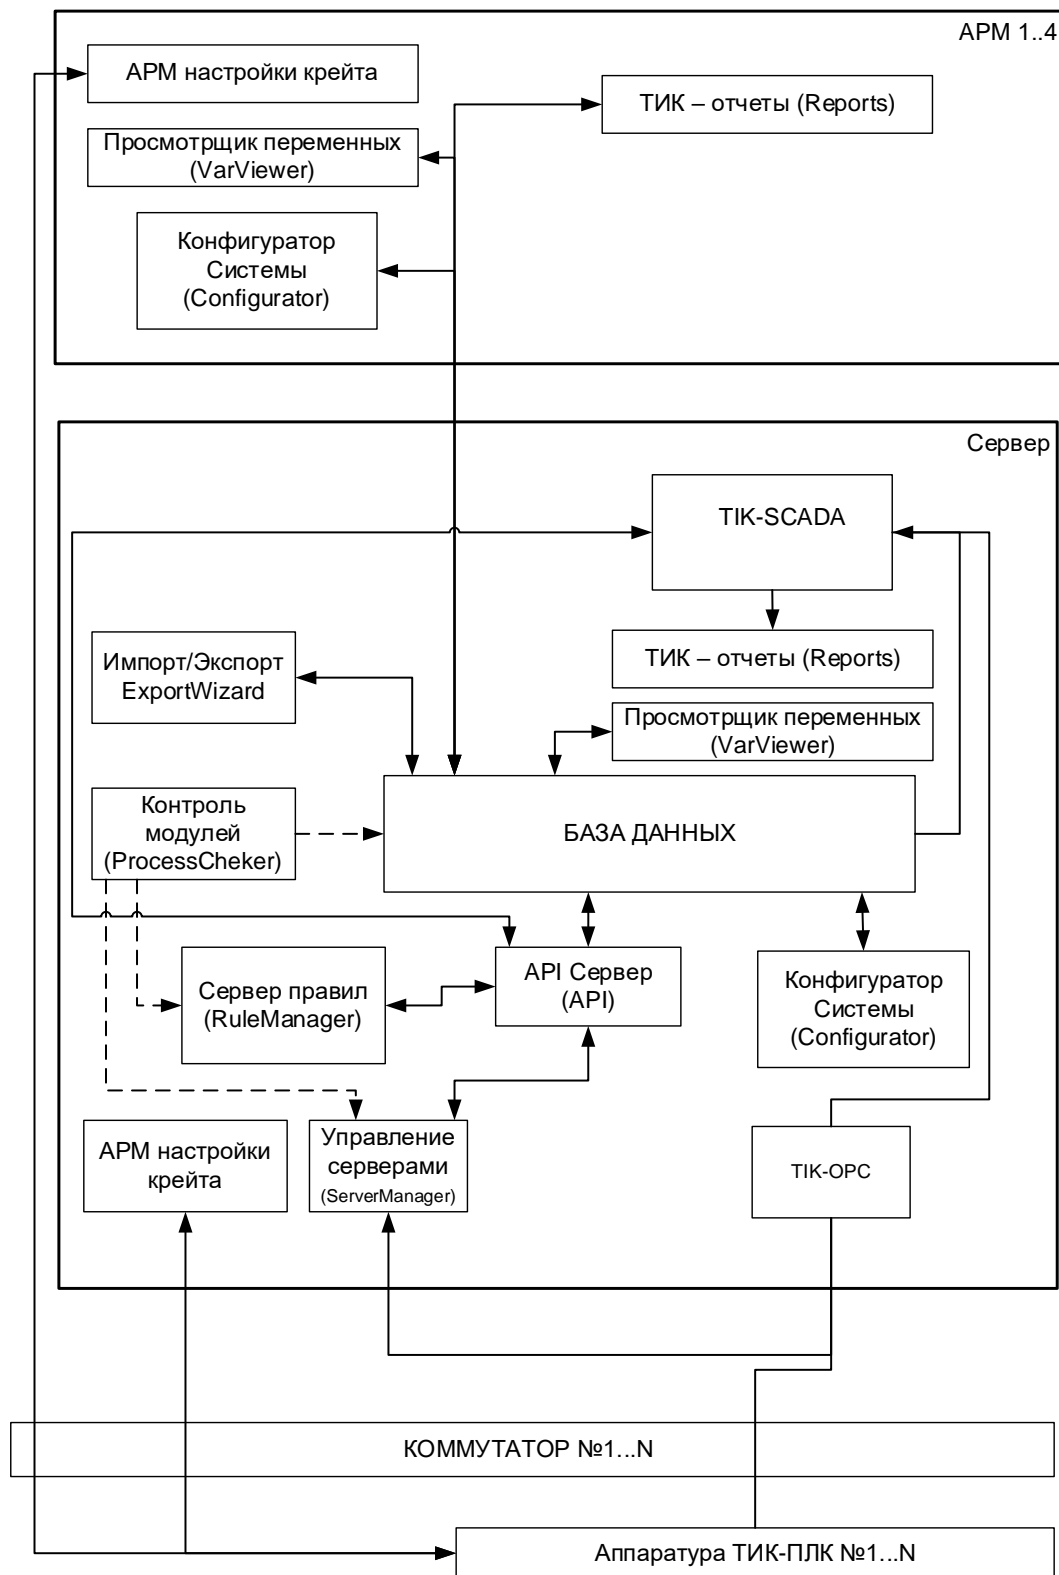 АРМ 1..4
АРМ настройки крейта
ТИК – отчеты (Reports)
Просмотрщик переменных
(VarViewer)
Конфигуратор
Системы
(Configurator)
Сервер
TIK-SCADA
Импорт/Экспорт
ExportWizard
ТИК – отчеты (Reports)
Просмотрщик переменных
(VarViewer)
Контроль
модулей
(ProcessCheker)
БАЗА ДАННЫХ
Сервер правил
(RuleManager)
API Сервер
(API)
Конфигуратор
Системы
(Configurator)
АРМ настройки
крейта
Управление
серверами
(ServerManager)
TIK-OPC
КОММУТАТОР №1...N
Аппаратура ТИК-ПЛК №1...N